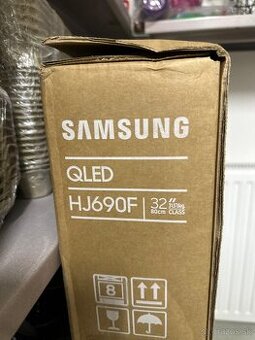 SAMSUNG
QLED
HJ690F
32"
80cm CLASS
8